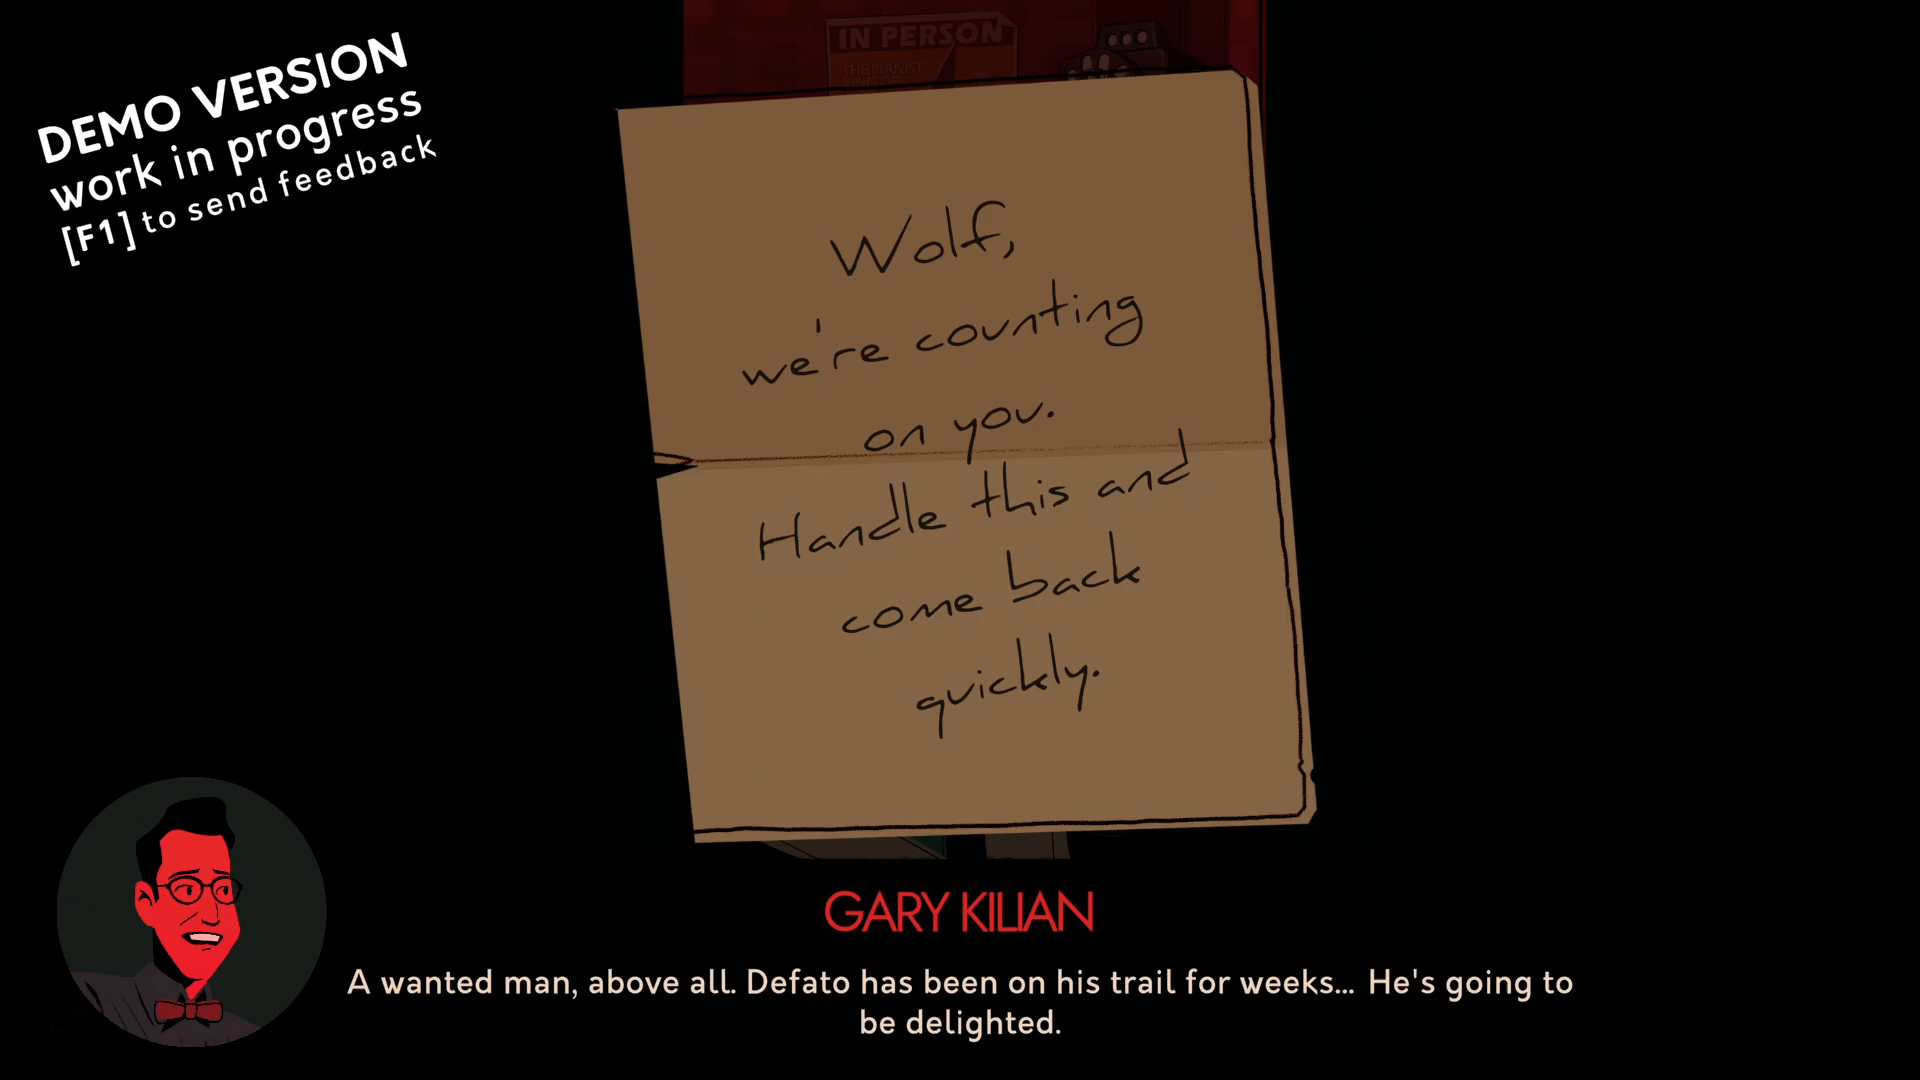 DEMO VERSION
work in progress
[F1] to send feedback
IN PERSON
THE PIANIST
Wolf,
we're counting
on you.
Handle this and
come back
quickly.
GARY KILIAN
A wanted man, above all. Defato has been on his trail for weeks... He's going to
be delighted.